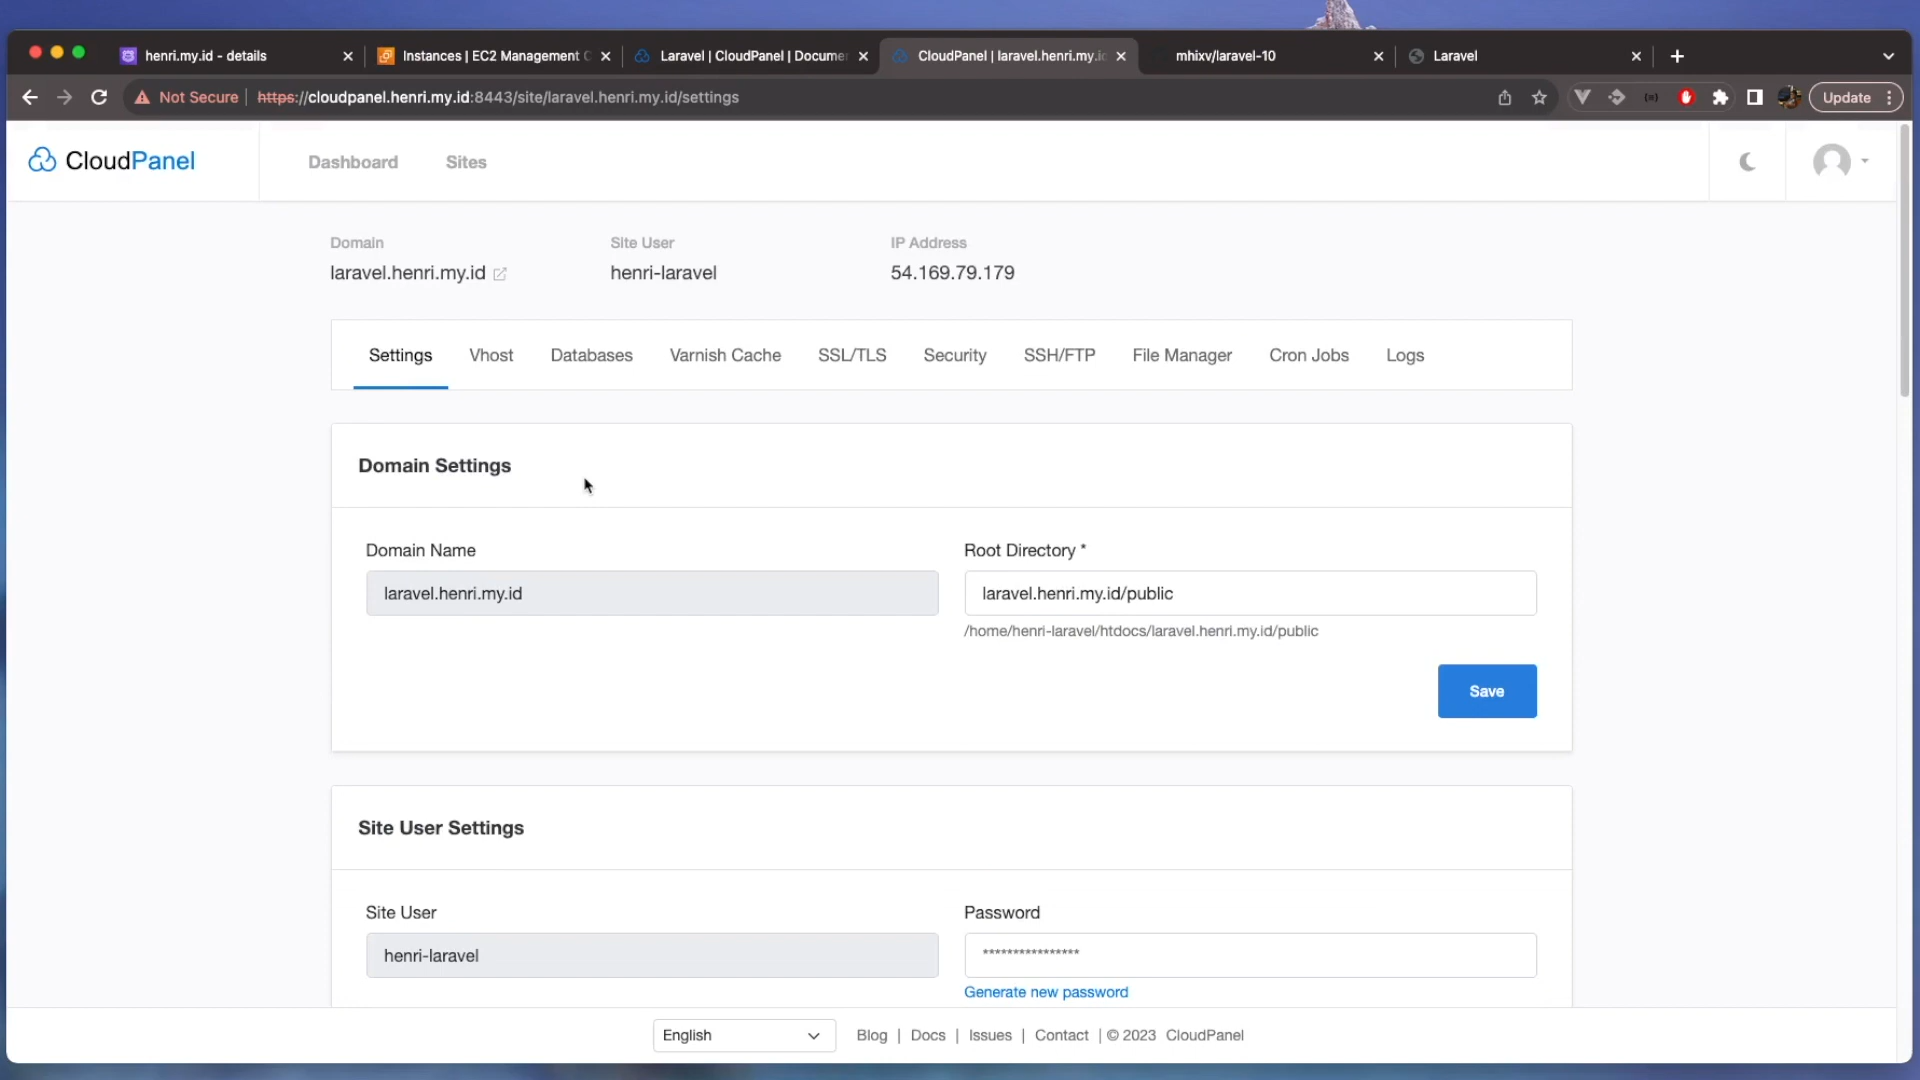 henri.my.id - details
Instances | EC2 Management C
Laravel | CloudPanel | Documen
CloudPanel | laravel.henri.my.id
mhixv/laravel-10
Laravel
Not Secure
https://cloudpanel.henri.my.id:8443/site/laravel.henri.my.id/settings
Update
CloudPanel
Dashboard
Sites
Domain
Site User
IP Address
laravel.henri.my.id
henri-laravel
54.169.79.179
Settings
Vhost
Databases
Varnish Cache
SSL/TLS
Security
SSH/FTP
File Manager
Cron Jobs
Logs
Domain Settings
Domain Name
Root Directory *
laravel.henri.my.id
laravel.henri.my.id/public
/home/henri-laravel/htdocs/laravel.henri.my.id/public
Save
Site User Settings
Site User
Password
henri-laravel
****************
Generate new password
English
Blog | Docs | Issues | Contact | © 2023 CloudPanel